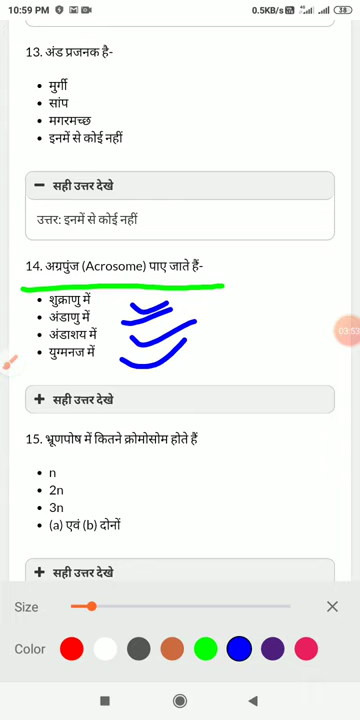 10:59 PM
0.5KB/s 4G 38
13. अंड प्रजनक है-
मुर्गी
सांप
मगरमच्छ
इनमें से कोई नहीं
सही उत्तर देखे
उत्तर: इनमें से कोई नहीं
14. अग्रपुंज (Acrosome) पाए जाते हैं-
शुक्राणु में
अंडाणु में
अंडाशय में
युग्मनज में
03:53
सही उत्तर देखे
15. भ्रूणपोष में कितने क्रोमोसोम होते हैं
n
2n
3n
(a) एवं (b) दोनों
सही उत्तर देखे
Size
Color